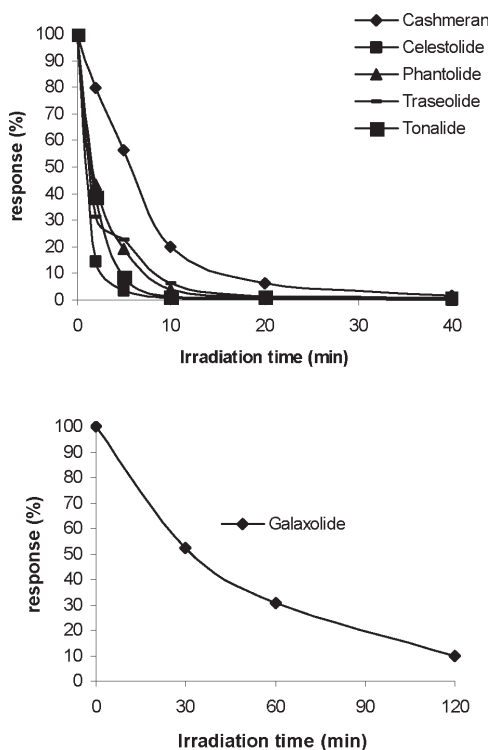 Cashmeran
Celestolide
Phantolide
Traseolide
Tonalide
response (%)
100
90
80
70
60
50
40
30
20
10
0
0 10 20 30 40
Irradiation time (min)
Galaxolide
response (%)
100
90
80
70
60
50
40
30
20
10
0
0 30 60 90 120
Irradiation time (min)